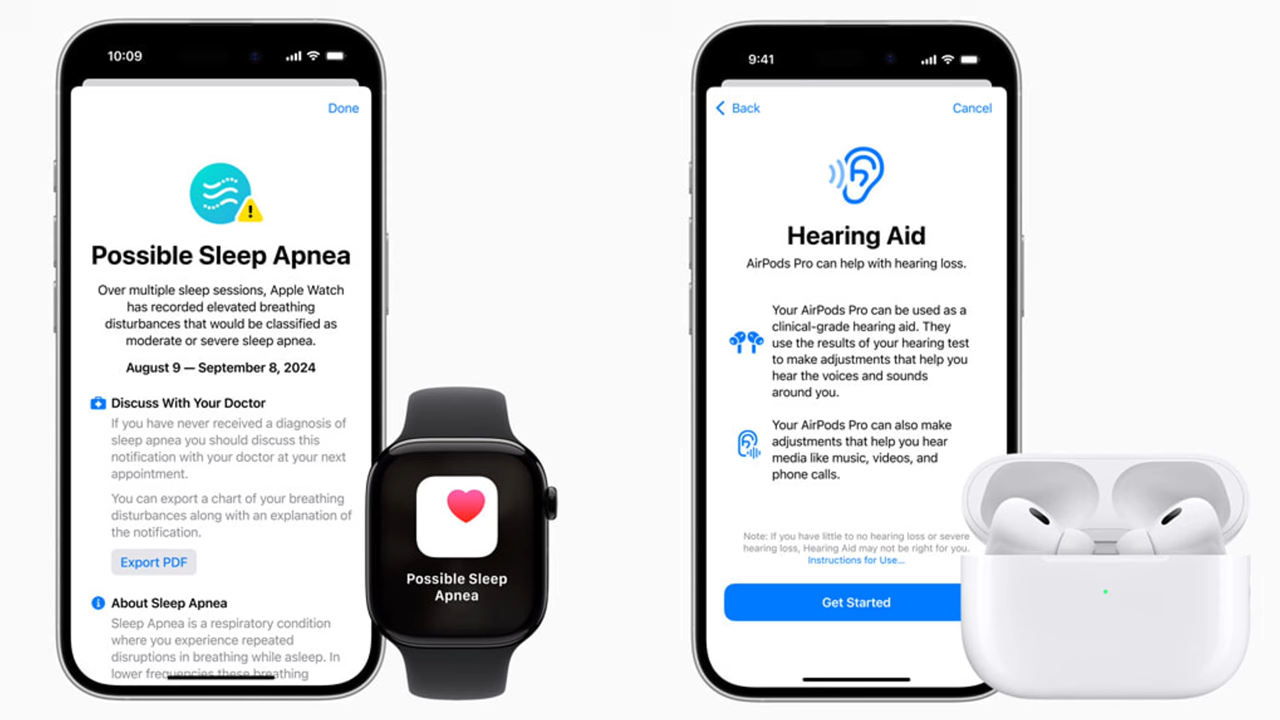 10:09
Done
Possible Sleep Apnea
Over multiple sleep sessions, Apple Watch
has recorded elevated breathing
disturbances that would be classified as
moderate or severe sleep apnea.
August 9 — September 8, 2024
Discuss With Your Doctor
If you have never received a diagnosis of
sleep apnea you should discuss this
notification with your doctor at your next
appointment.
You can export a chart of your breathing
disturbances along with an explanation of
the notification.
Export PDF
About Sleep Apnea
Sleep Apnea is a respiratory condition
where you experience repeated
disruptions in breathing while asleep. In
lower frequencies these breathing
Possible Sleep
Apnea
9:41
Back
Cancel
Hearing Aid
AirPods Pro can help with hearing loss.
Your AirPods Pro can be used as a
clinical-grade hearing aid. They
use the results of your hearing test
to make adjustments that help you
hear the voices and sounds
around you.
Your AirPods Pro can also make
adjustments that help you hear
media like music, videos, and
phone calls.
Note: If you have little to no hearing loss or severe
hearing loss, Hearing Aid may not be right for you.
Instructions for Use...
Get Started